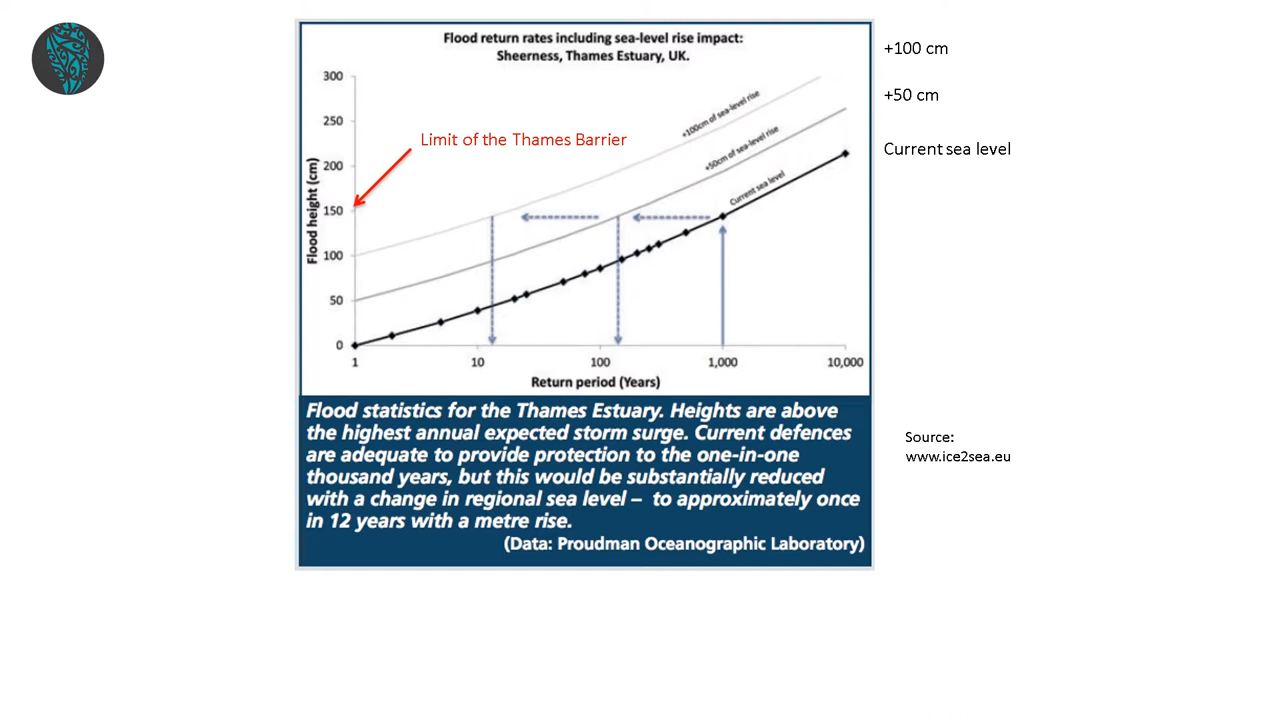 Flood return rates including sea-level rise impact:
Sheerness, Thames Estuary, UK.
+100 cm
+50 cm
Current sea level
Limit of the Thames Barrier
Flood height (cm)
300
250
200
150
100
50
0
+100cm of sea-level rise
+50cm of sea-level rise
Current sea level
1
10
100
1,000
10,000
Return period (Years)
Flood statistics for the Thames Estuary. Heights are above
the highest annual expected storm surge. Current defences
are adequate to provide protection to the one-in-one
thousand years, but this would be substantially reduced
with a change in regional sea level – to approximately once
in 12 years with a metre rise.
(Data: Proudman Oceanographic Laboratory)
Source:
www.ice2sea.eu